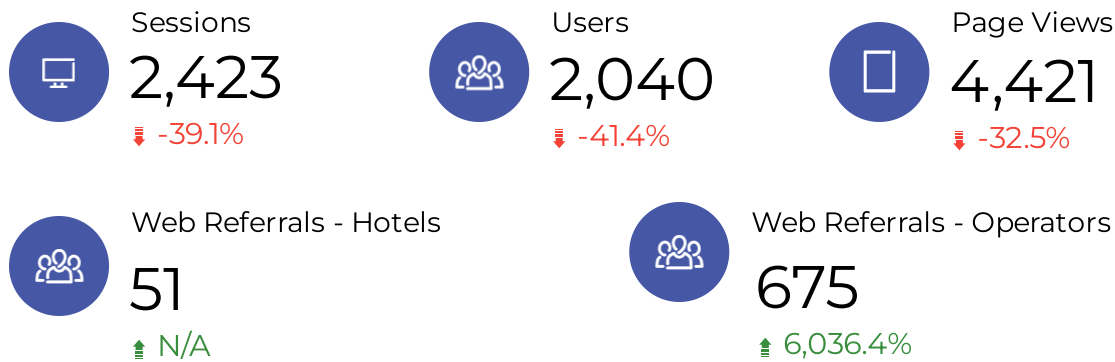 Sessions
2,423
-39.1%
Users
2,040
-41.4%
Page Views
4,421
-32.5%
Web Referrals - Hotels
51
N/A
Web Referrals - Operators
675
6,036.4%